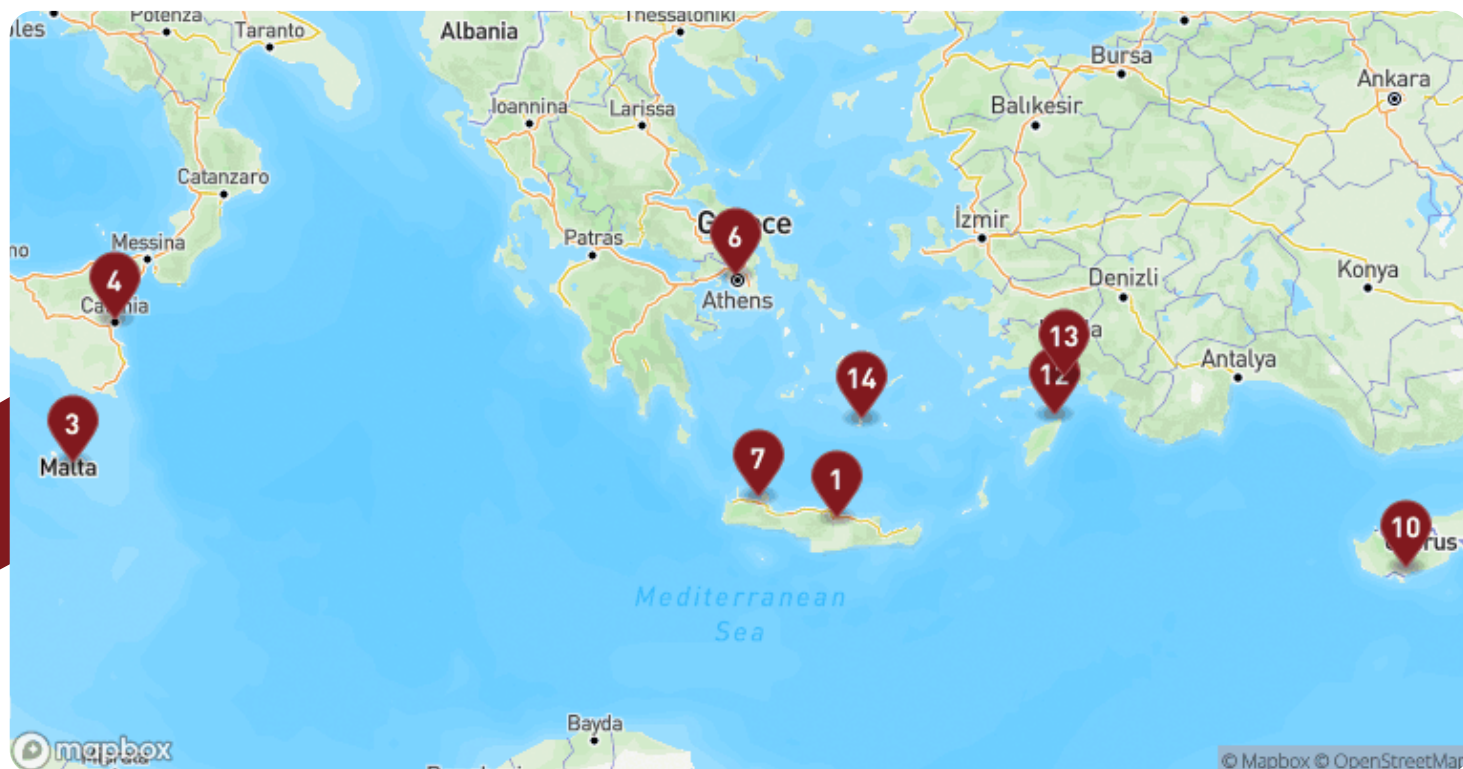 Potenza
Taranto
Albania
Thessaloniki
Bursa
Ankara
Balıkesir
Ioannina
Larissa
Catanzaro
Messina
İzmir
Patras
6
Athens
Denizli
Konya
4
13
12
Antalya
14
3
Malta
7
1
10
Mediterranean
Sea
Bayda
mapbox
© Mapbox © OpenStreetMap